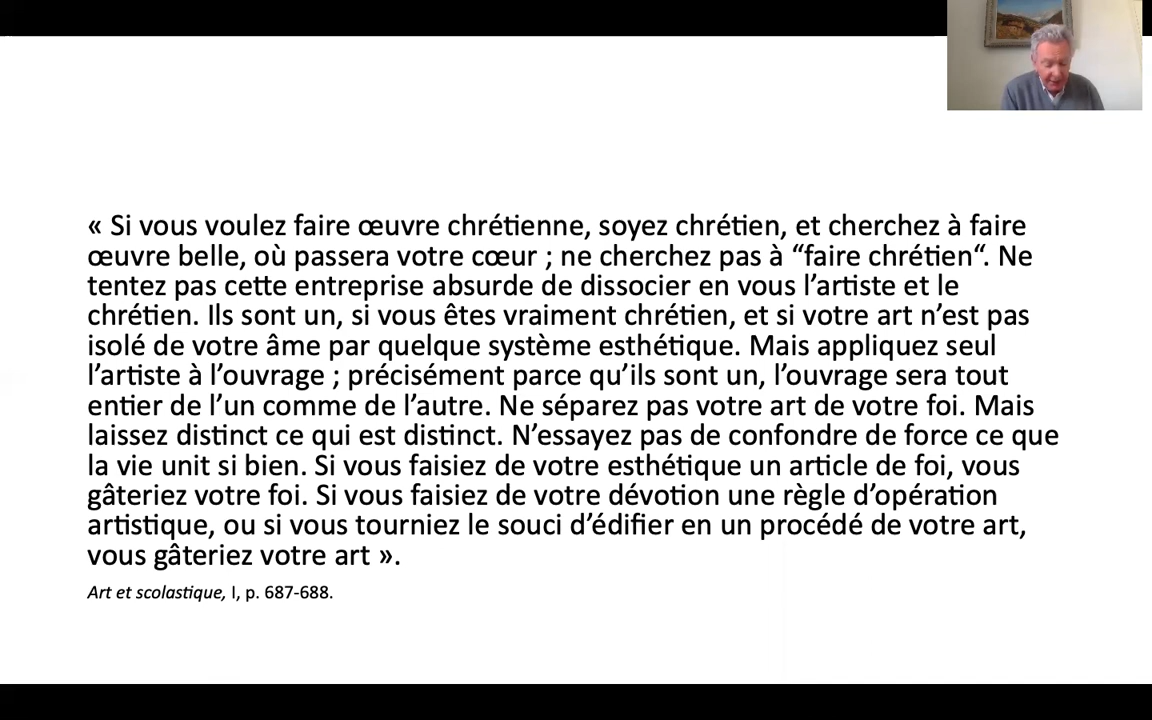 « Si vous voulez faire œuvre chrétienne, soyez chrétien, et cherchez à faire
œuvre belle, où passera votre cœur ; ne cherchez pas à “faire chrétien“. Ne
tentez pas cette entreprise absurde de dissocier en vous l’artiste et le
chrétien. Ils sont un, si vous êtes vraiment chrétien, et si votre art n’est pas
isolé de votre âme par quelque système esthétique. Mais appliquez seul
l’artiste à l’ouvrage ; précisément parce qu’ils sont un, l’ouvrage sera tout
entier de l’un comme de l’autre. Ne séparez pas votre art de votre foi. Mais
laissez distinct ce qui est distinct. N’essayez pas de confondre de force ce que
la vie unit si bien. Si vous faisiez de votre esthétique un article de foi, vous
gâteriez votre foi. Si vous faisiez de votre dévotion une règle d’opération
artistique, ou si vous tourniez le souci d’édifier en un procédé de votre art,
vous gâteriez votre art ».
Art et scolastique, I, p. 687-688.